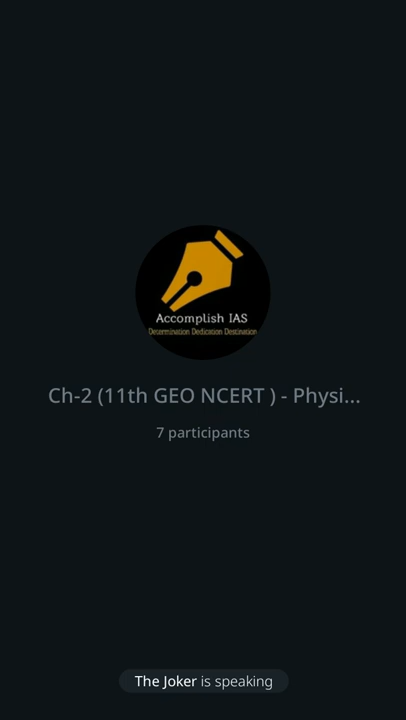 Accomplish IAS
Determination Dedication Destination
Ch-2 (11th GEO NCERT ) - Physi...
7 participants
The Joker is speaking